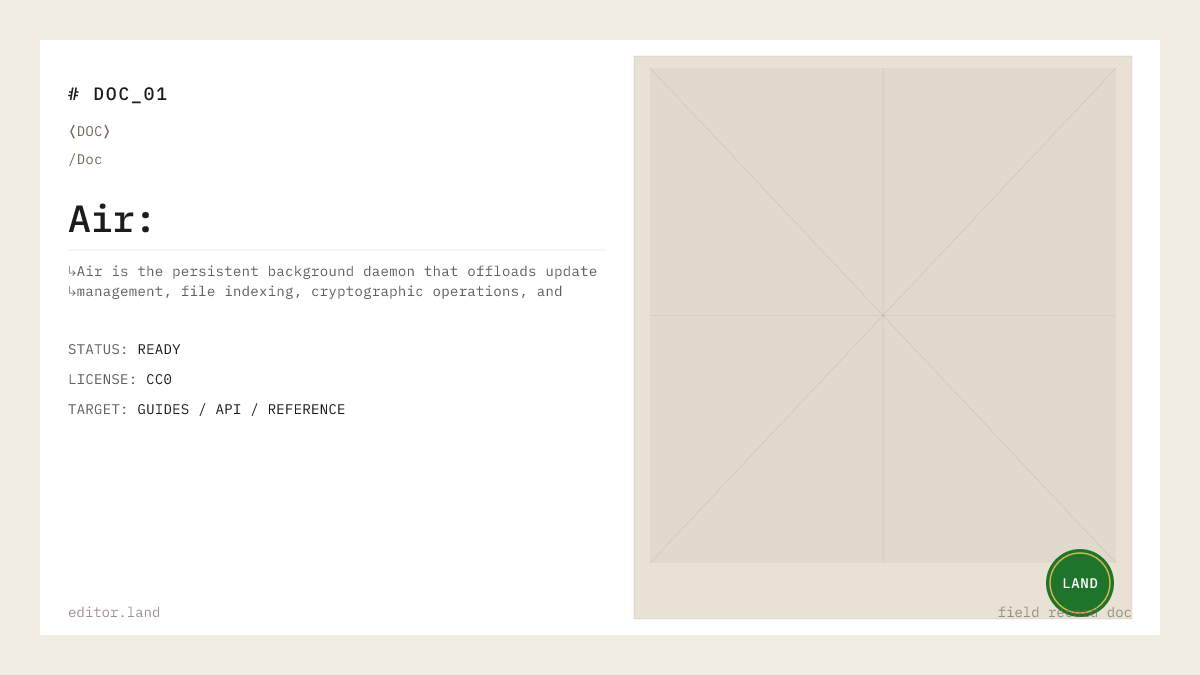 # DOC_01
⟨DOC⟩
/Doc
Air:
↳Air is the persistent background daemon that offloads update
↳management, file indexing, cryptographic operations, and
STATUS: READY
LICENSE: CC0
TARGET: GUIDES / API / REFERENCE
LAND
editor.land
field record doc